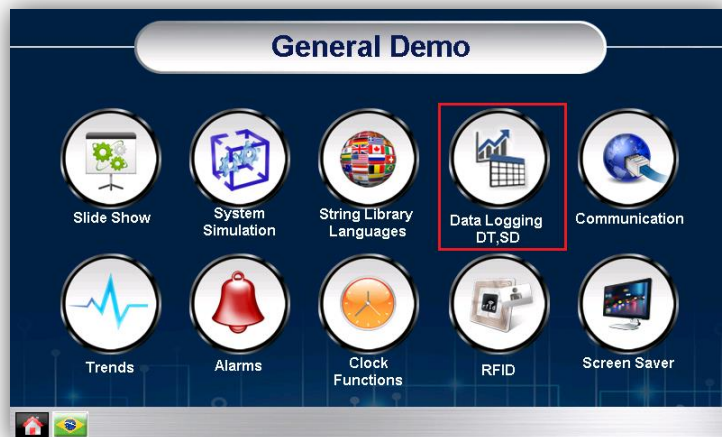 General Demo
Slide Show
System
Simulation
String Library
Languages
Data Logging
DT,SD
Communication
Trends
Alarms
Clock
Functions
RFID
Screen Saver